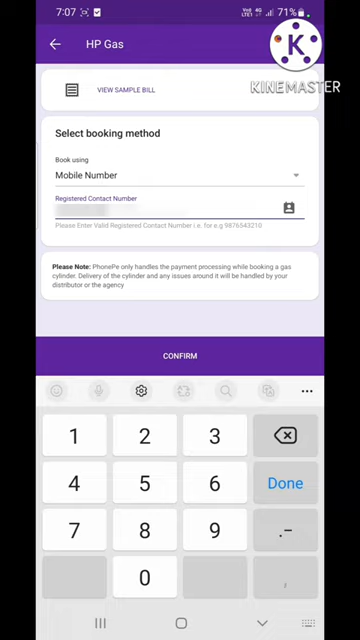 7:07
Vo) 4G
LTE1
71%
HP Gas
K
KINEMASTER
VIEW SAMPLE BILL
Select booking method
Book using
Mobile Number
Registered Contact Number
Please Enter Valid Registered Contact Number i.e. for e.g 9876543210
Please Note: PhonePe only handles the payment processing while booking a gas
cylinder. Delivery of the cylinder and any issues around it will be handled by your
distributor or the agency
CONFIRM
1 2 3
4 5 6 Done
7 8 9 .-
0 ,